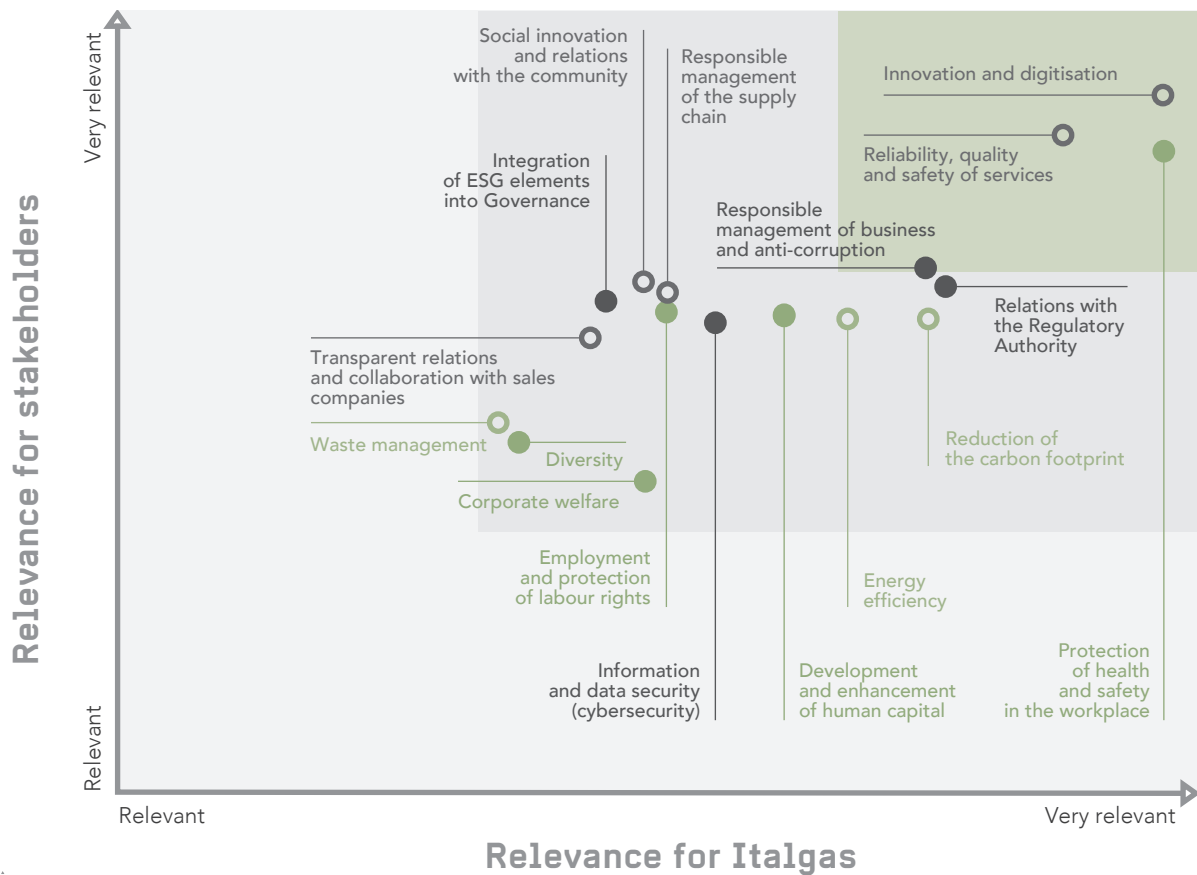 Very relevant
Relevance for stakeholders
Relevant
Social innovation
and relations
with the community
Responsible
management
of the supply
chain
Innovation and digitisation
Reliability, quality
and safety of services
Integration
of ESG elements
into Governance
Responsible
management of business
and anti-corruption
Relations with
the Regulatory
Authority
Transparent relations
and collaboration with sales
companies
Waste management
Diversity
Corporate welfare
Reduction of
the carbon footprint
Employment
and protection
of labour rights
Energy
efficiency
Information
and data security
(cybersecurity)
Development
and enhancement
of human capital
Protection
of health
and safety
in the workplace
Relevant
Very relevant
Relevance for Italgas